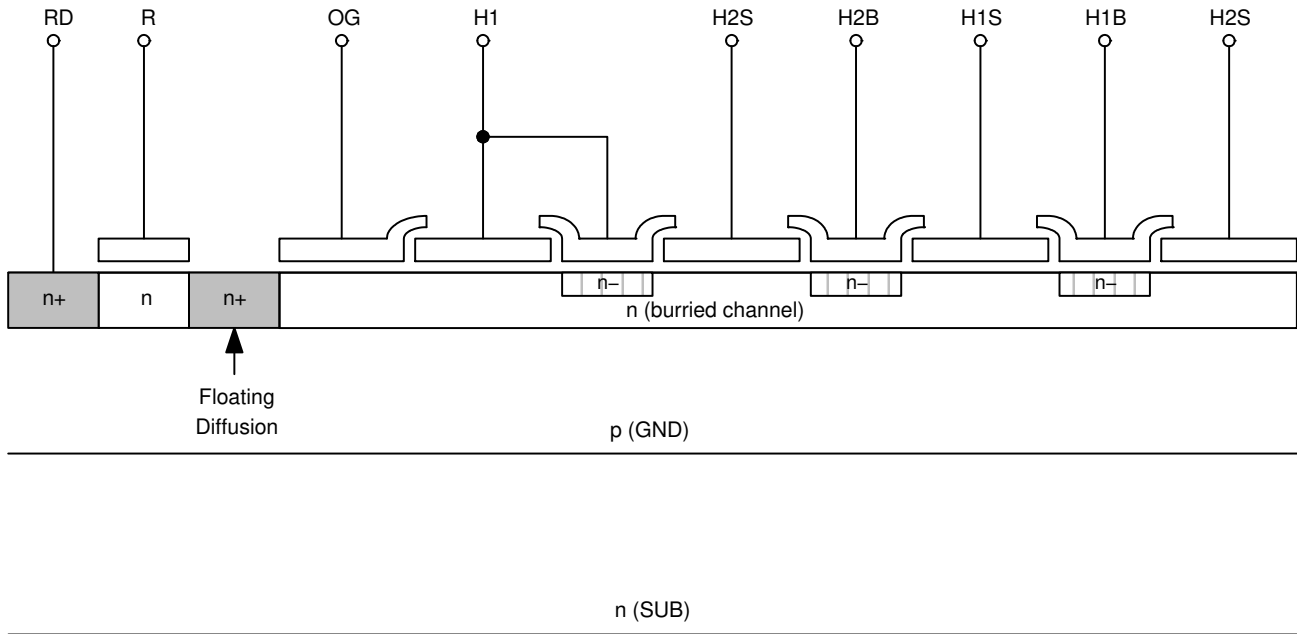 RD R OG H1 H2S H2B H1S H1B H2S
n+ n n+ n− n− n−
n (burried channel)
Floating
Diffusion
p (GND)
n (SUB)